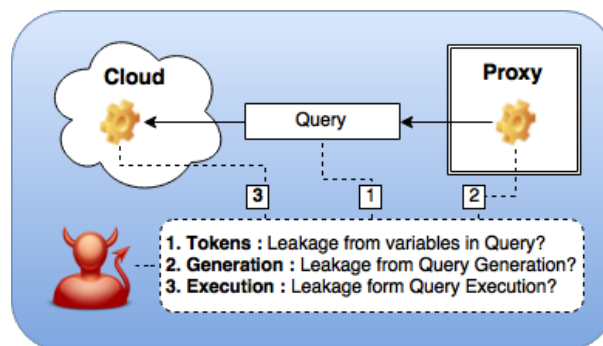 Cloud
Proxy
Query
3
1
2
1. Tokens : Leakage from variables in Query?
2. Generation : Leakage from Query Generation?
3. Execution : Leakage form Query Execution?